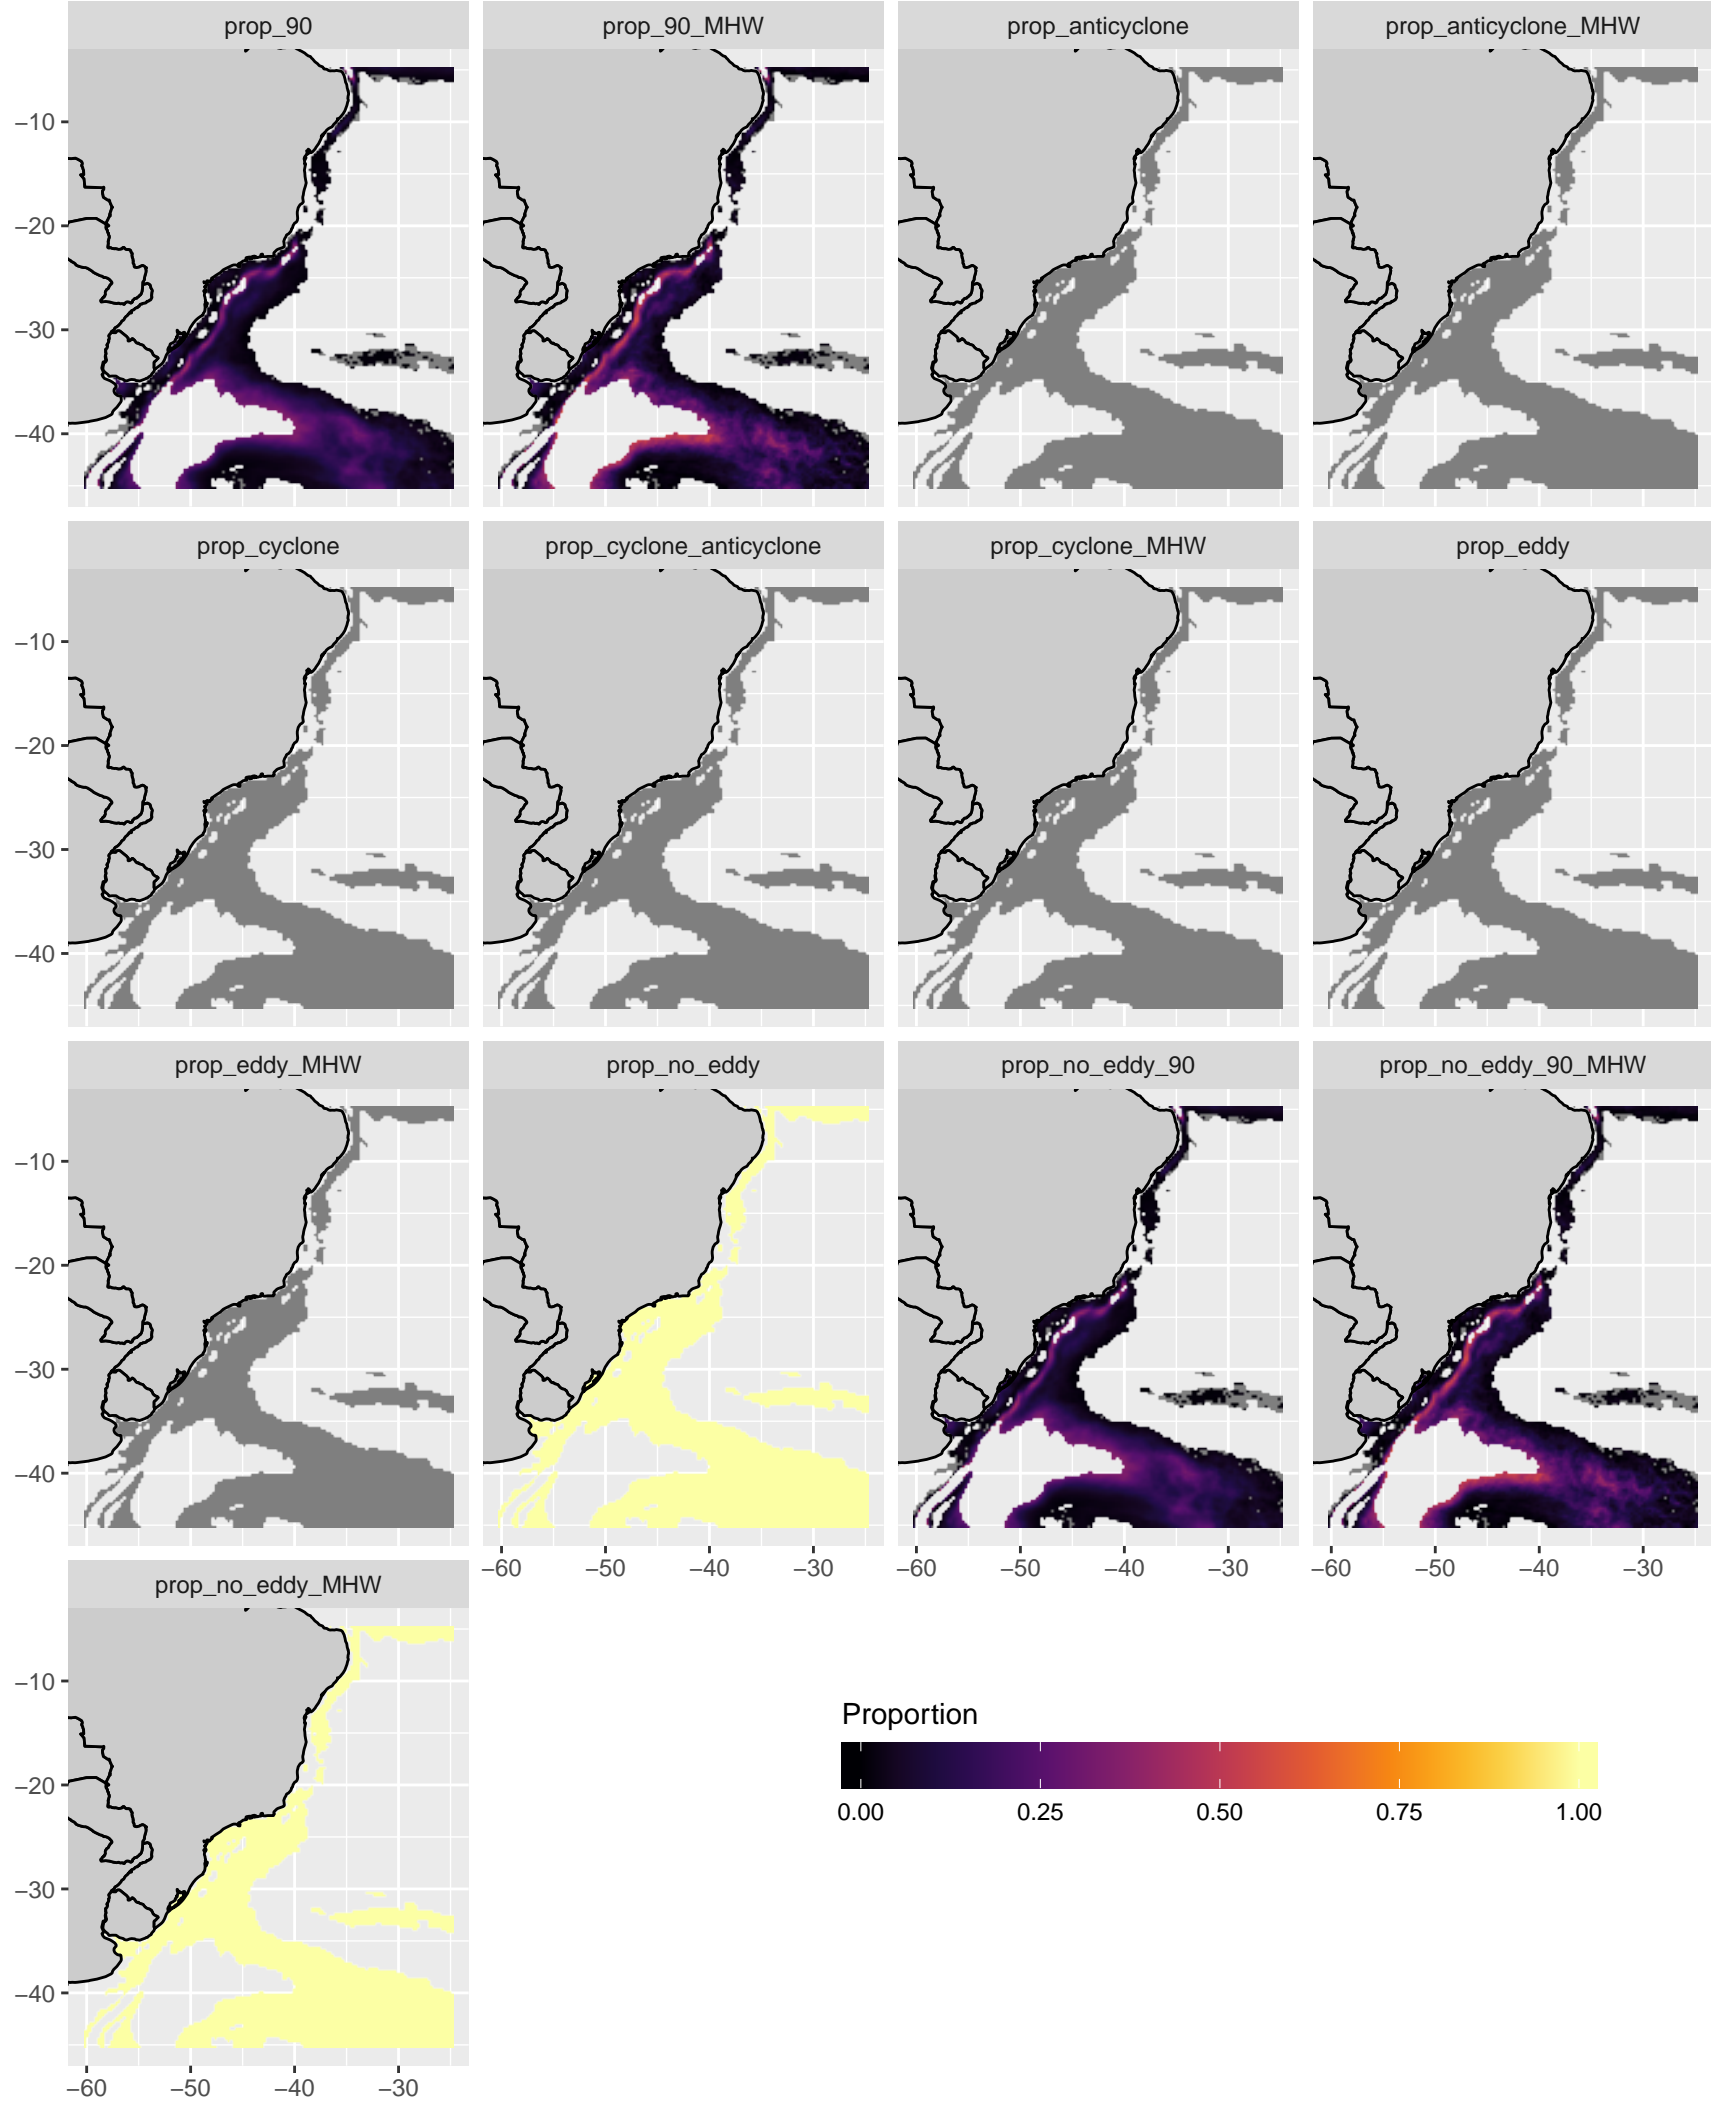 prop_90 prop_90_MHW prop_anticyclone prop_anticyclone_MHW
−10
−20
−30
−40
prop_cyclone prop_cyclone_anticyclone prop_cyclone_MHW prop_eddy
−10
−20
−30
−40
prop_eddy_MHW prop_no_eddy prop_no_eddy_90 prop_no_eddy_90_MHW
−10
−20
−30
−40
−60 −50 −40 −30 −60 −50 −40 −30 −60 −50 −40 −30
prop_no_eddy_MHW
−10
−20
−30
−40
−60 −50 −40 −30
Proportion
0.00 0.25 0.50 0.75 1.00